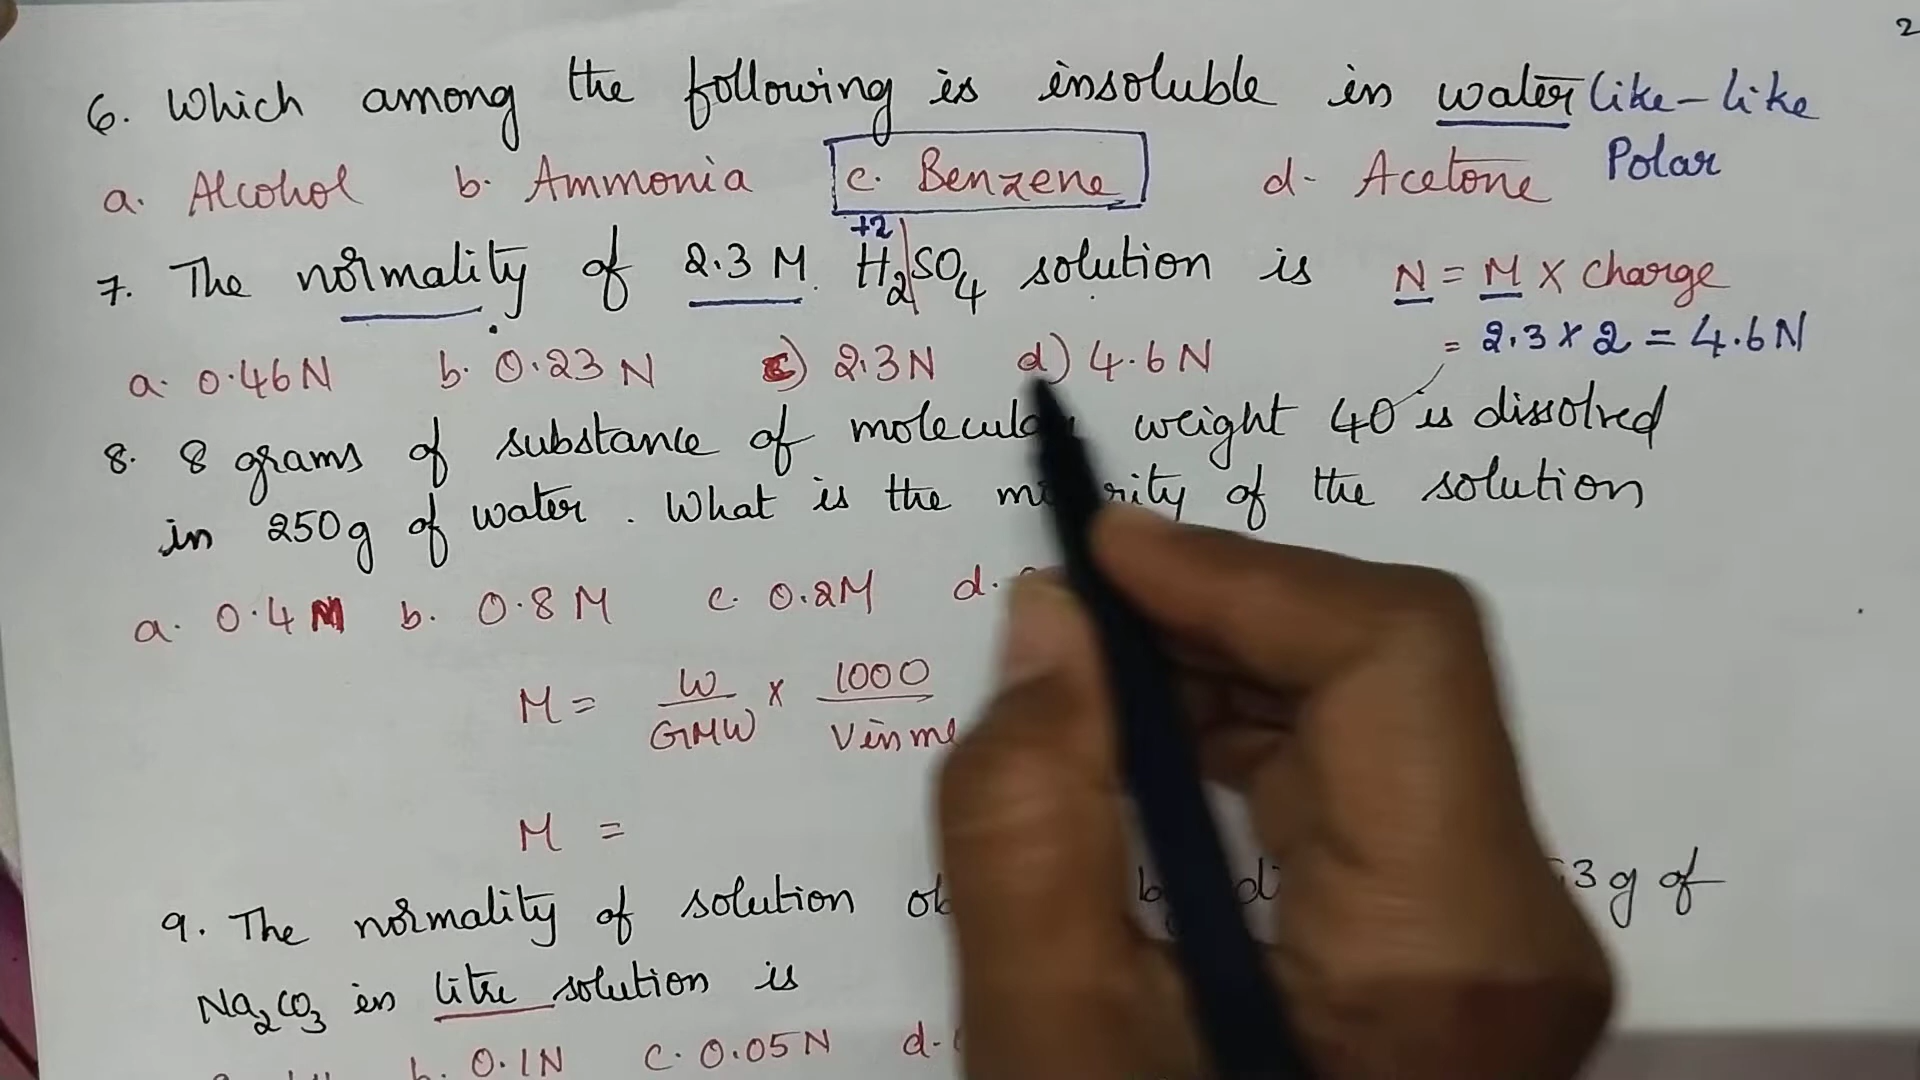 2
6. Which among the following is insoluble in water like-like
a. Alcohol b. Ammonia c. Benzene d- Acetone Polar
+2
7. The normality of 2.3 M. H2SO4 solution is N = M x charge
= 2.3 x 2 = 4.6N
a. 0.46N b. 0.23 N c) 2.3N d) 4.6N
8. 8 grams of substance of weight 40 is dissolved
in 250g of water. What is the of the solution
a. 0.4 M b. 0.8 M c. 0.2M d.
M = W/GMW x 1000/V in ml
M =
9. The normality of solution 3 g of
Na2CO3 in litre solution is
b. 0.1N c. 0.05N d.